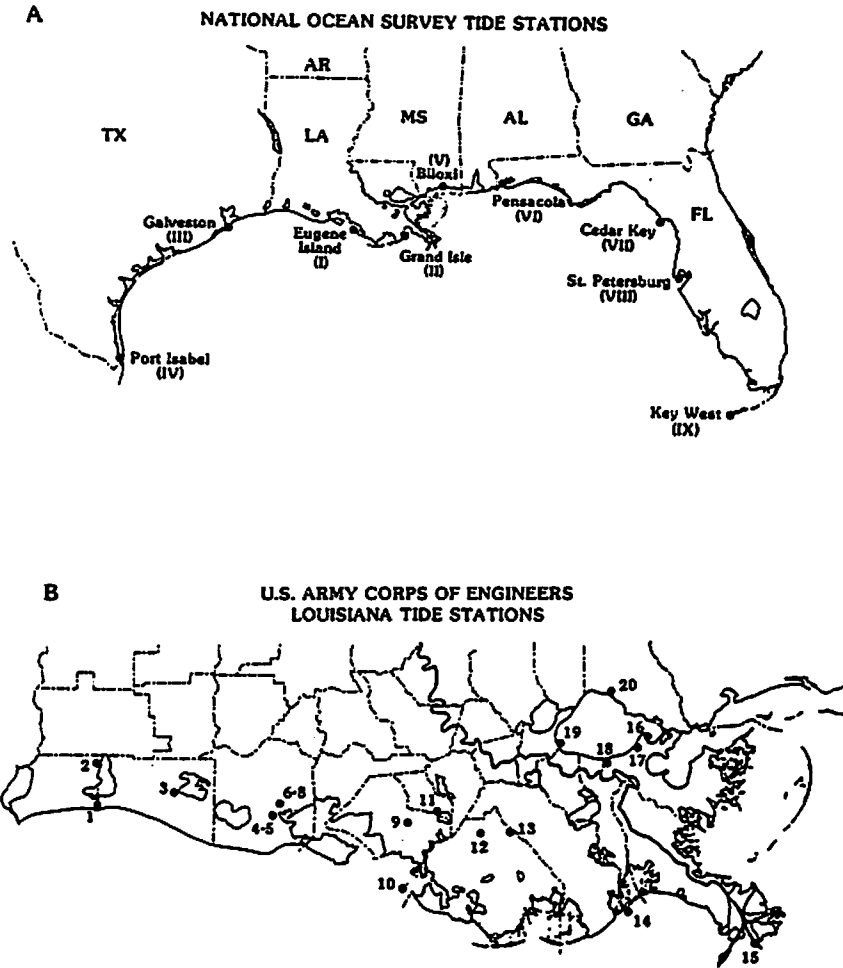 A
NATIONAL OCEAN SURVEY TIDE STATIONS
AR
TX
LA
MS
AL
GA
(V)
Biloxi
Pensacola
(VI)
FL
Galveston
(III)
Eugene
Island
(I)
Grand Isle
(II)
Cedar Key
(VII)
St. Petersburg
(VIII)
Port Isabel
(IV)
Key West
(IX)
B
U.S. ARMY CORPS OF ENGINEERS
LOUISIANA TIDE STATIONS
20
19
16
18
17
2
3
6-8
1
4-5
11
9
12
13
10
14
15